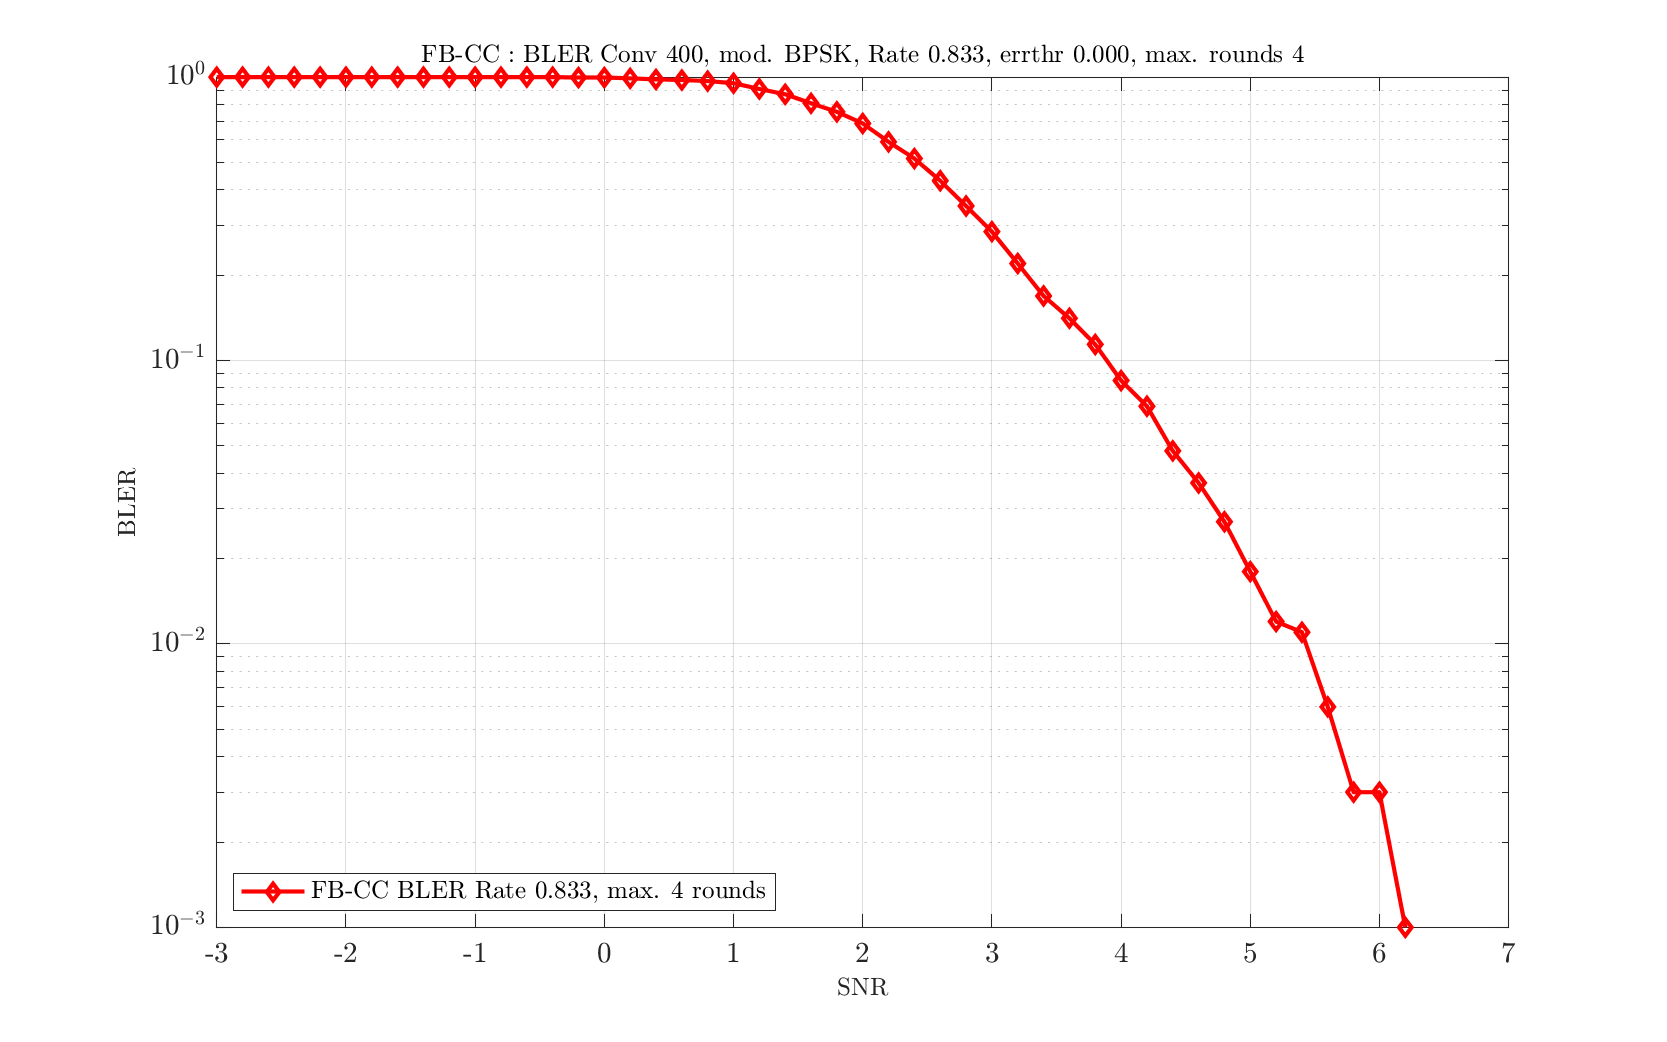 FB-CC : BLER Conv 400, mod. BPSK, Rate 0.833, errthr 0.000, max. rounds 4
10⁰
10⁻¹
10⁻²
10⁻³
BLER
FB-CC BLER Rate 0.833, max. 4 rounds
-3 -2 -1 0 1 2 3 4 5 6 7
SNR